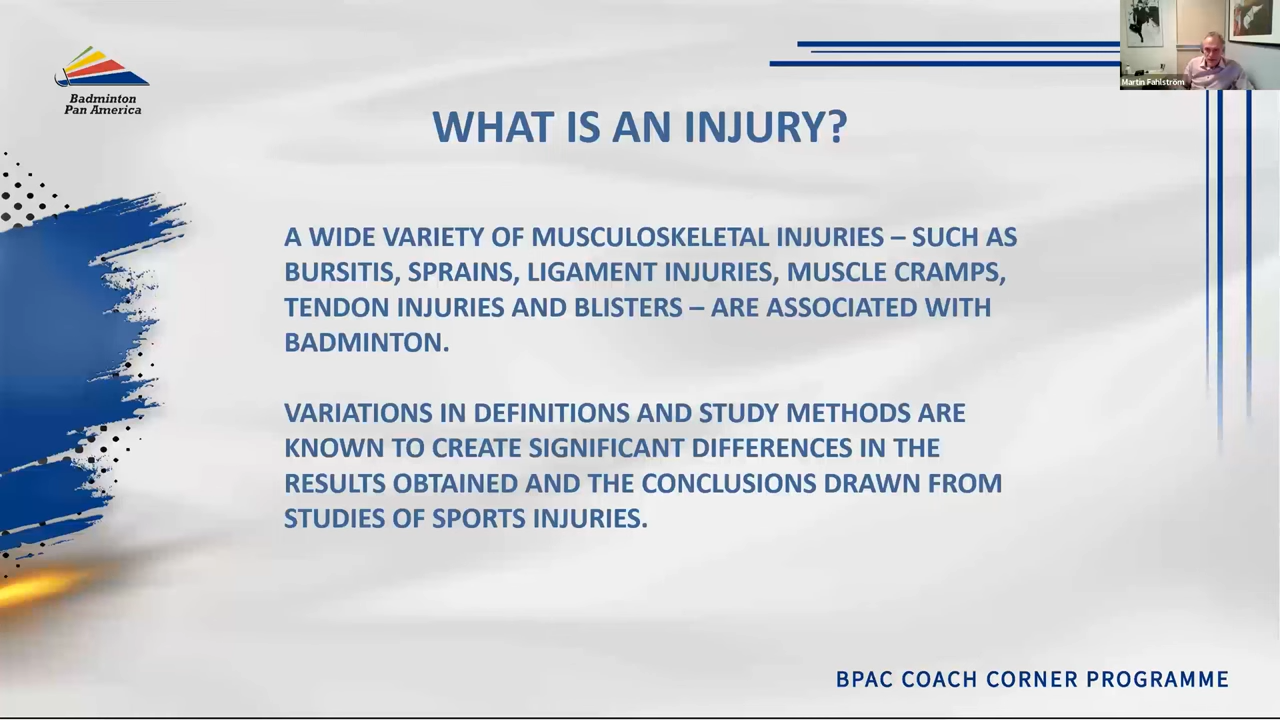 Martin Fahlström
Badminton
Pan America
WHAT IS AN INJURY?
A WIDE VARIETY OF MUSCULOSKELETAL INJURIES – SUCH AS
BURSITIS, SPRAINS, LIGAMENT INJURIES, MUSCLE CRAMPS,
TENDON INJURIES AND BLISTERS – ARE ASSOCIATED WITH
BADMINTON.
VARIATIONS IN DEFINITIONS AND STUDY METHODS ARE
KNOWN TO CREATE SIGNIFICANT DIFFERENCES IN THE
RESULTS OBTAINED AND THE CONCLUSIONS DRAWN FROM
STUDIES OF SPORTS INJURIES.
BPAC COACH CORNER PROGRAMME